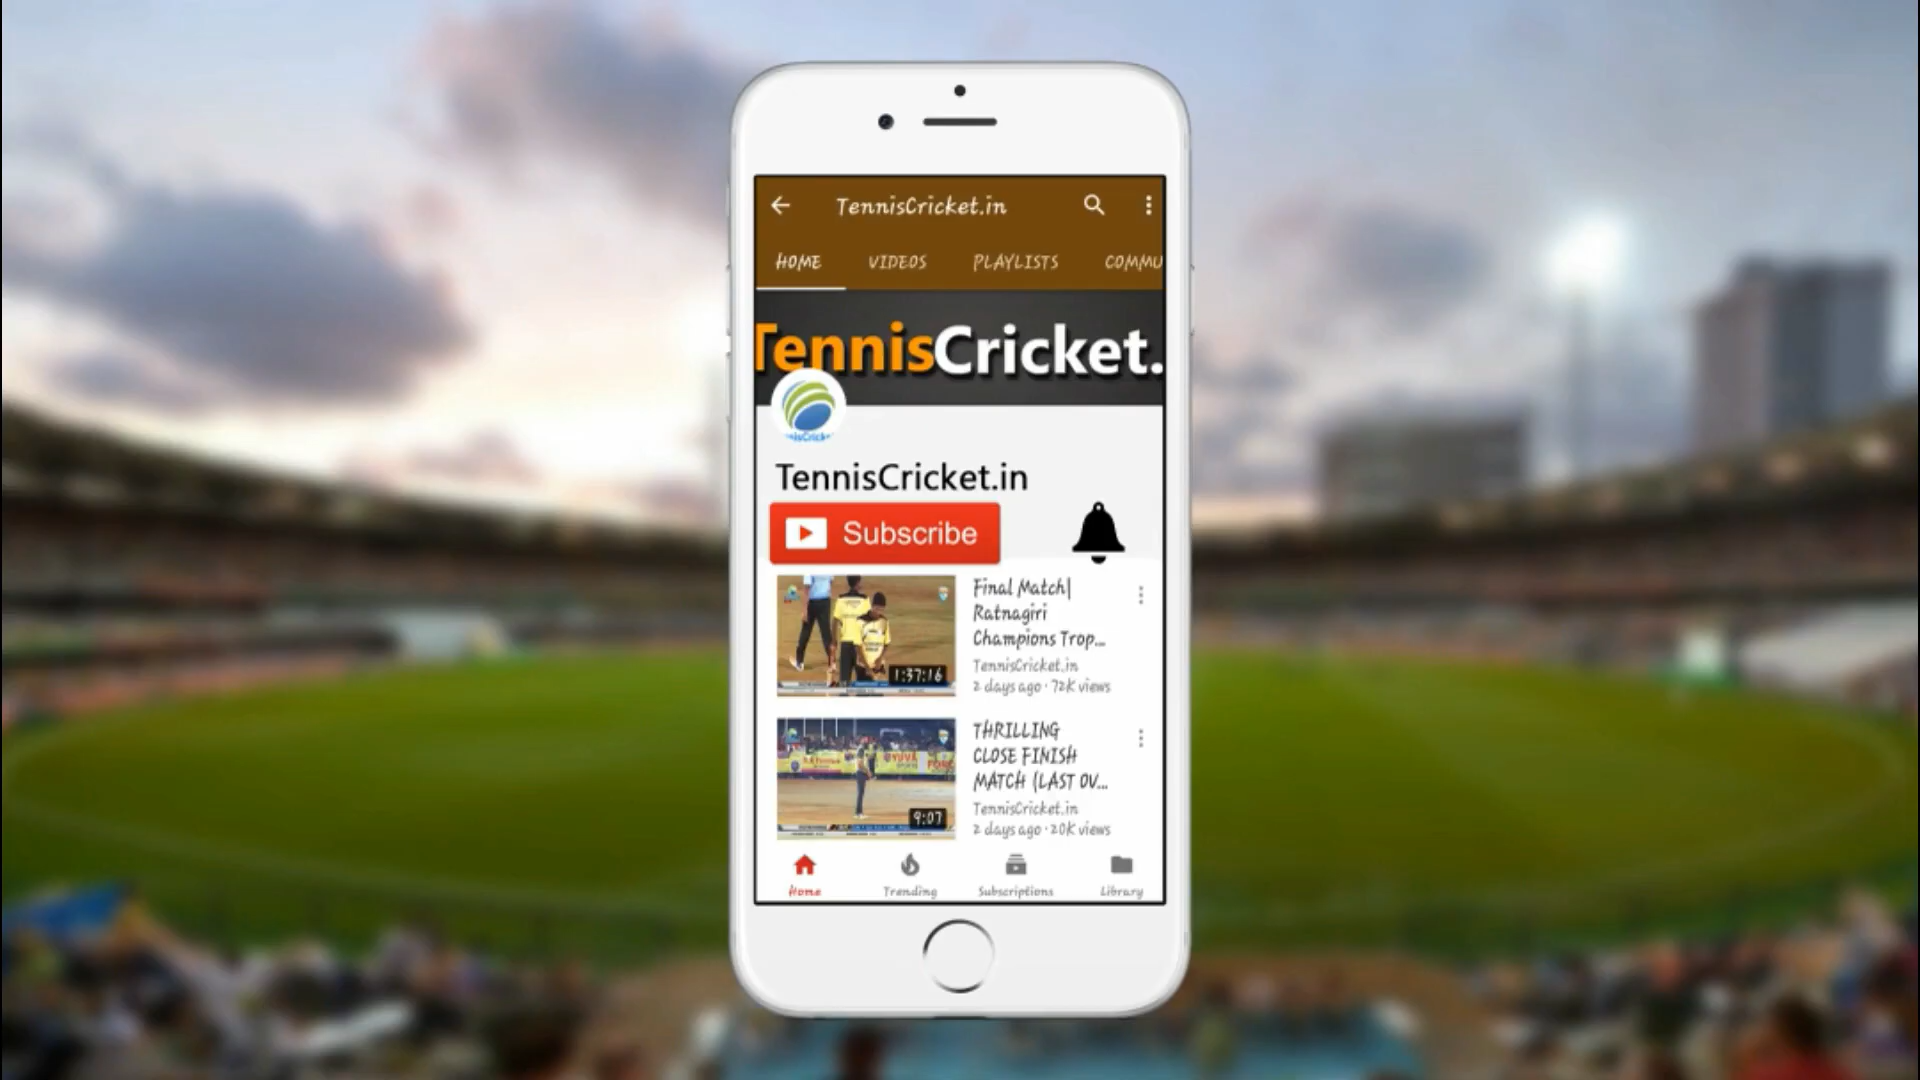 TennisCricket.in
HOME VIDEOS PLAYLISTS COMMU
TennisCricket.
TennisCricket.in
Subscribe
Final Match|
Ratnagiri
Champions Trop...
TennisCricket.in
2 days ago · 72K views
1:37:16
THRILLING
CLOSE FINISH
MATCH (LAST OV...
TennisCricket.in
2 days ago · 20K views
YUVA
9:07
Home Trending Subscriptions Library